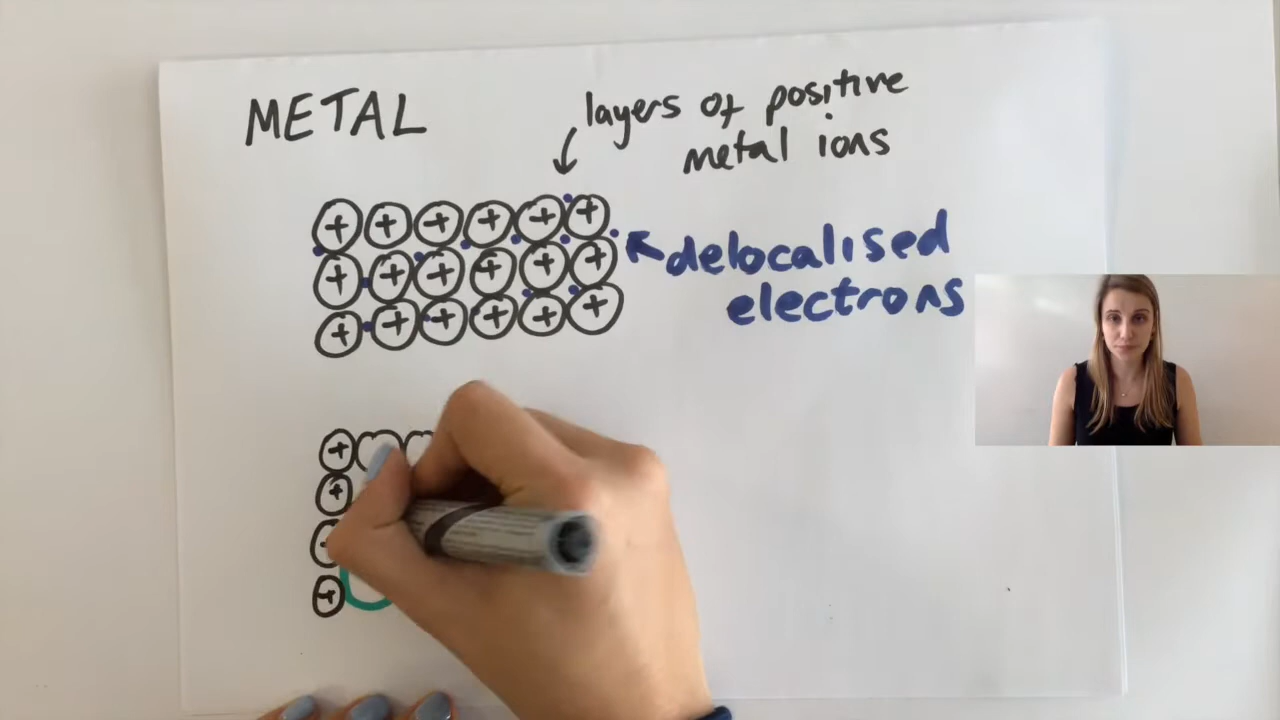 METAL
layers of positive
metal ions
+ + + + + +
+ + + + + +
+ + + + + +
delocalised
electrons
+
+
+